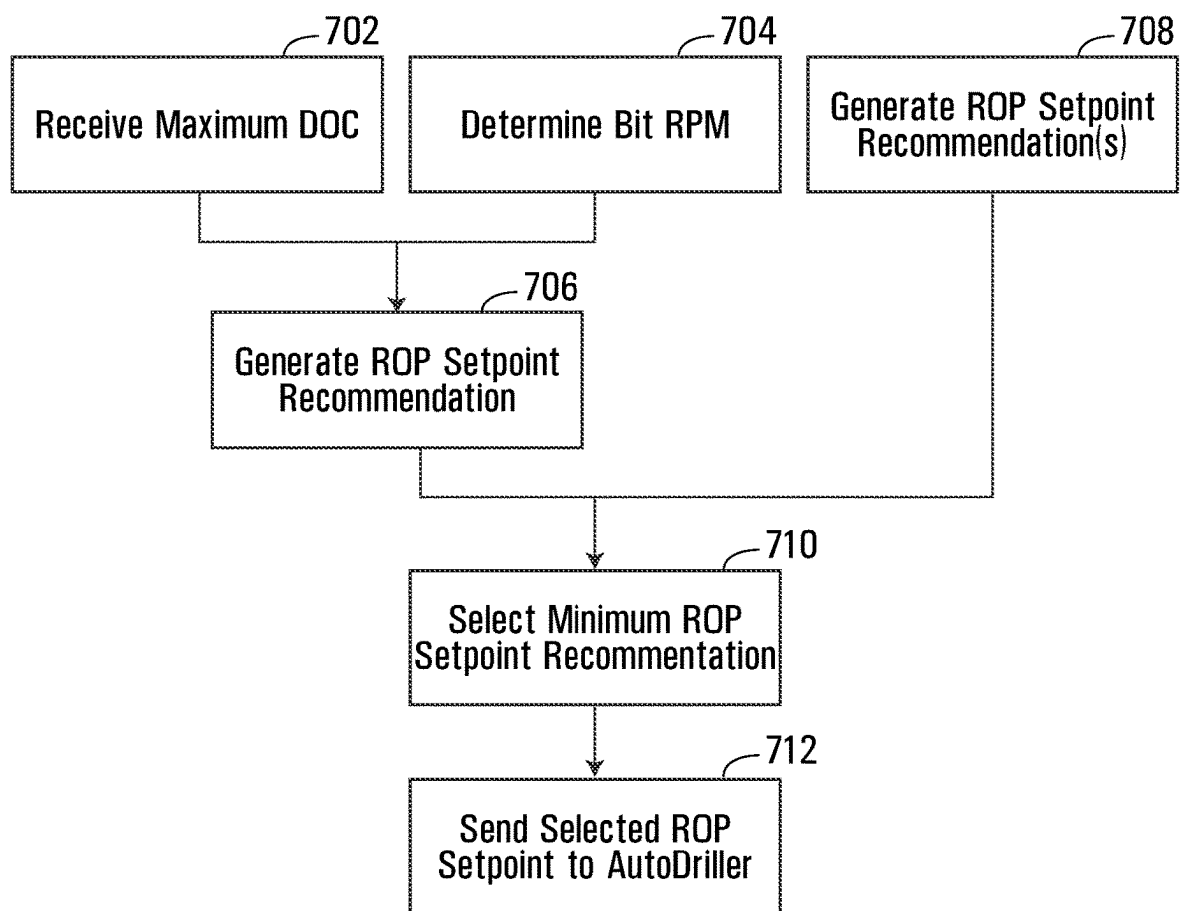 702
704
708
Receive Maximum DOC
Determine Bit RPM
Generate ROP Setpoint
Recommendation(s)
706
Generate ROP Setpoint
Recommendation
710
Select Minimum ROP
Setpoint Recommentation
712
Send Selected ROP
Setpoint to AutoDriller